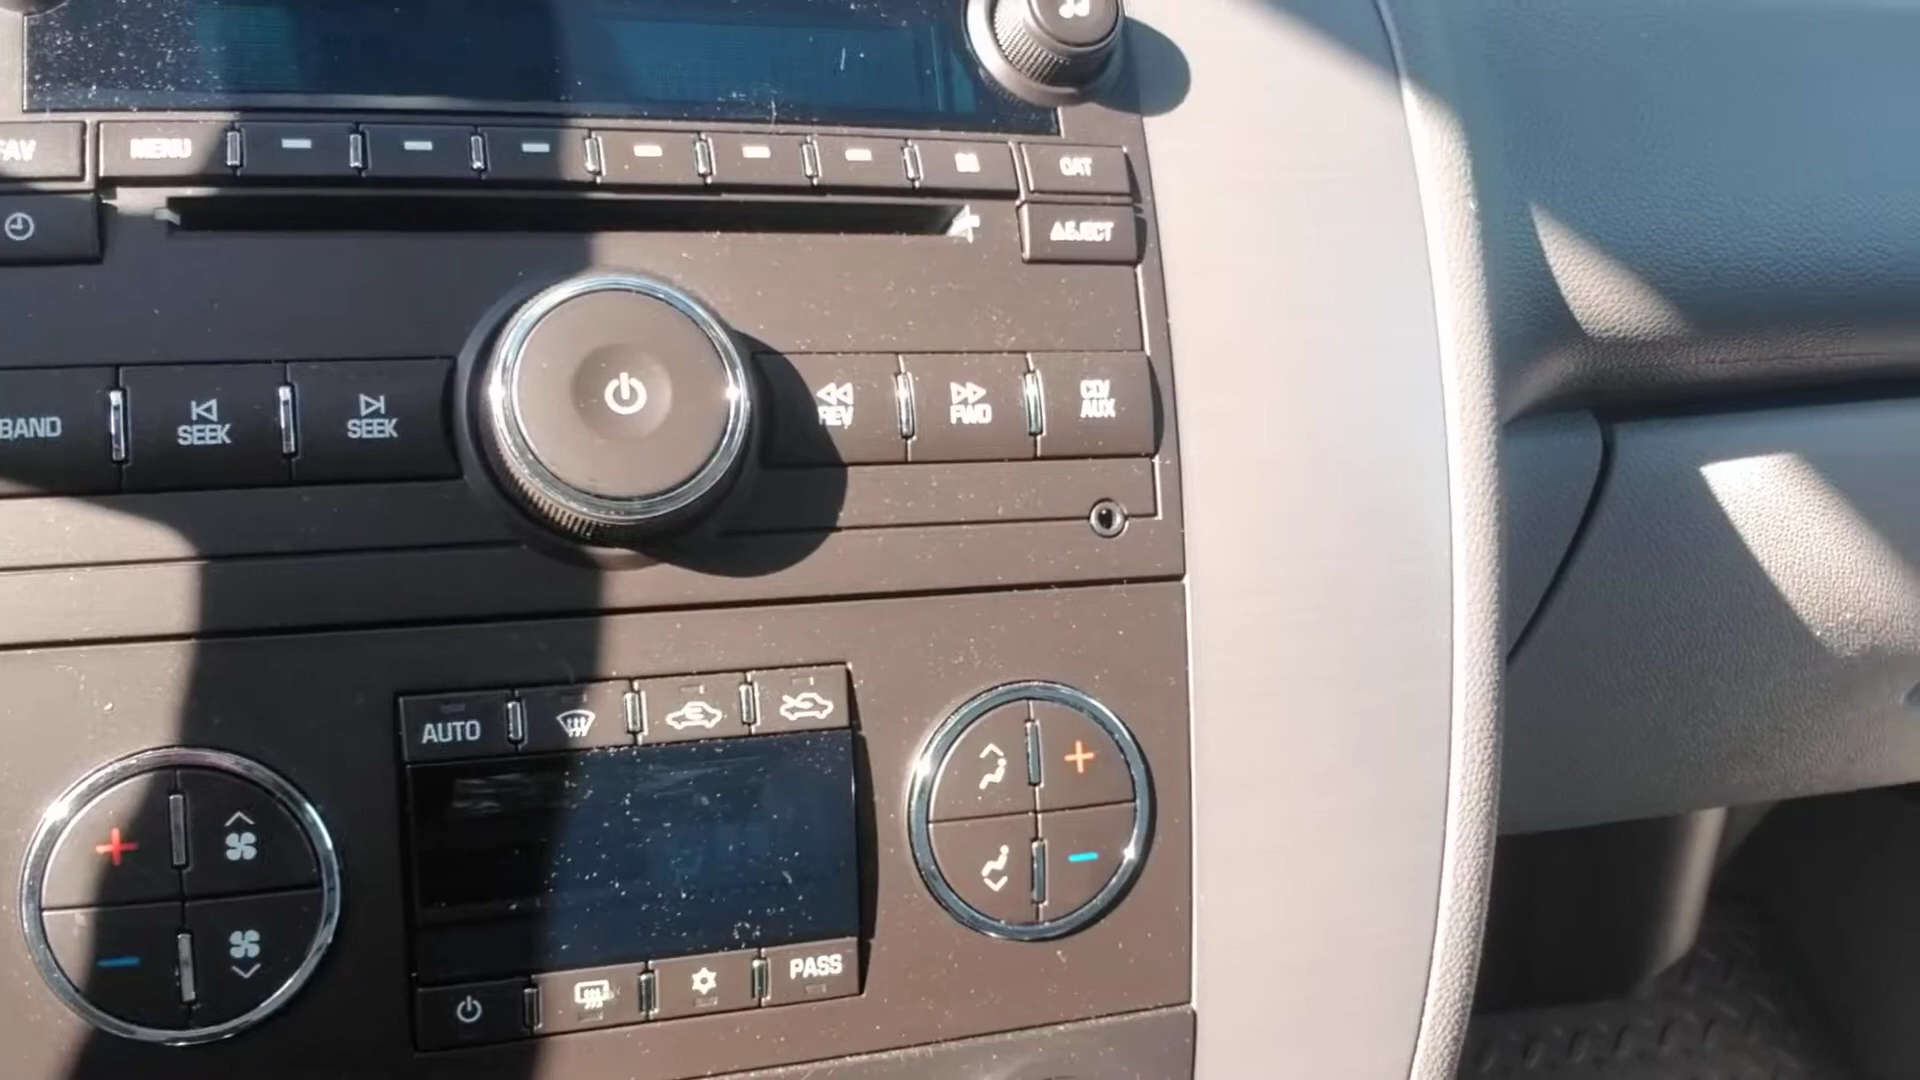 FAV
MENU
CAT
EJECT
BAND
SEEK
SEEK
REV
FWD
CD/
AUX
AUTO
PASS